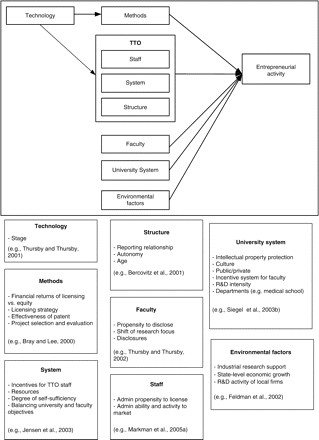 Technology
Methods
TTO
Staff
System
Structure
Entrepreneurial
activity
Faculty
University System
Environmental
factors
Technology
- Stage
(e.g., Thursby and Thursby,
2001)
Methods
- Financial returns of licensing
vs. equity
- Licensing strategy
- Effectiveness of patent
- Project selection and evaluation
(e.g., Bray and Lee, 2000)
System
- Incentives for TTO staff
- Resources
- Degree of self-sufficiency
- Balancing university and faculty
objectives
(e.g., Jensen et al., 2003)
Structure
- Reporting relationship
- Autonomy
- Age
(e.g., Bercovitz et al., 2001)
Faculty
- Propensity to disclose
- Shift of research focus
- Disclosures
(e.g., Thursby and Thursby,
2002)
Staff
- Admin propensity to license
- Admin ability and activity to
market
(e.g., Markman et al., 2005a)
University system
- Intellectual property protection
- Culture
- Public/private
- Incentive system for faculty
- R&D intensity
- Departments (e.g. medical school)
(e.g., Siegel et al., 2003b)
Environmental factors
- Industrial research support
- State-level economic growth
- R&D activity of local firms
(e.g., Feldman et al., 2002)